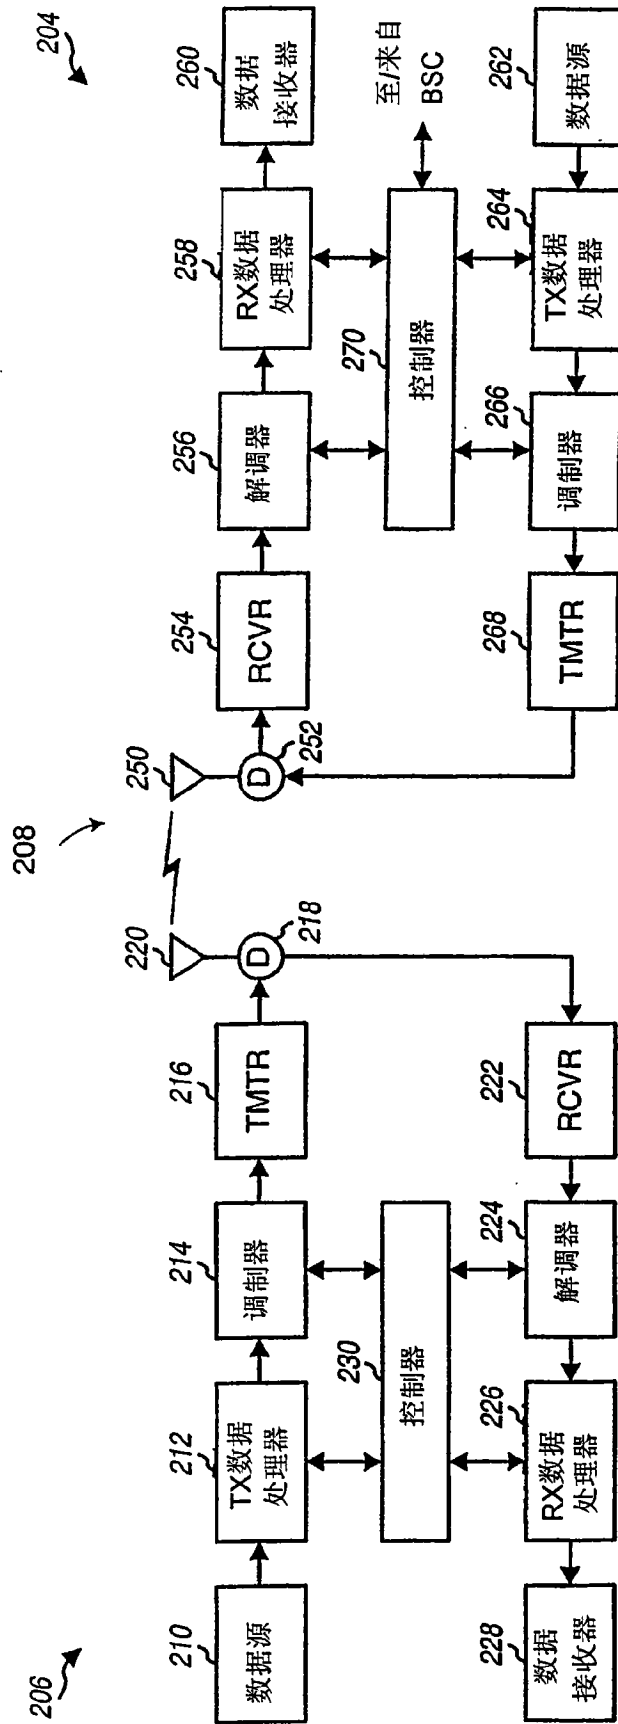 206
208
204
210
数据源
212
TX数据
处理器
214
调制器
216
TMTR
220
D
218
250
D
252
254
RCVR
256
解调器
258
RX数据
处理器
260
数据
接收器
230
控制器
270
控制器
至/来自
BSC
228
数据
接收器
226
RX数据
处理器
224
解调器
222
RCVR
268
TMTR
266
调制器
264
TX数据
处理器
262
数据源